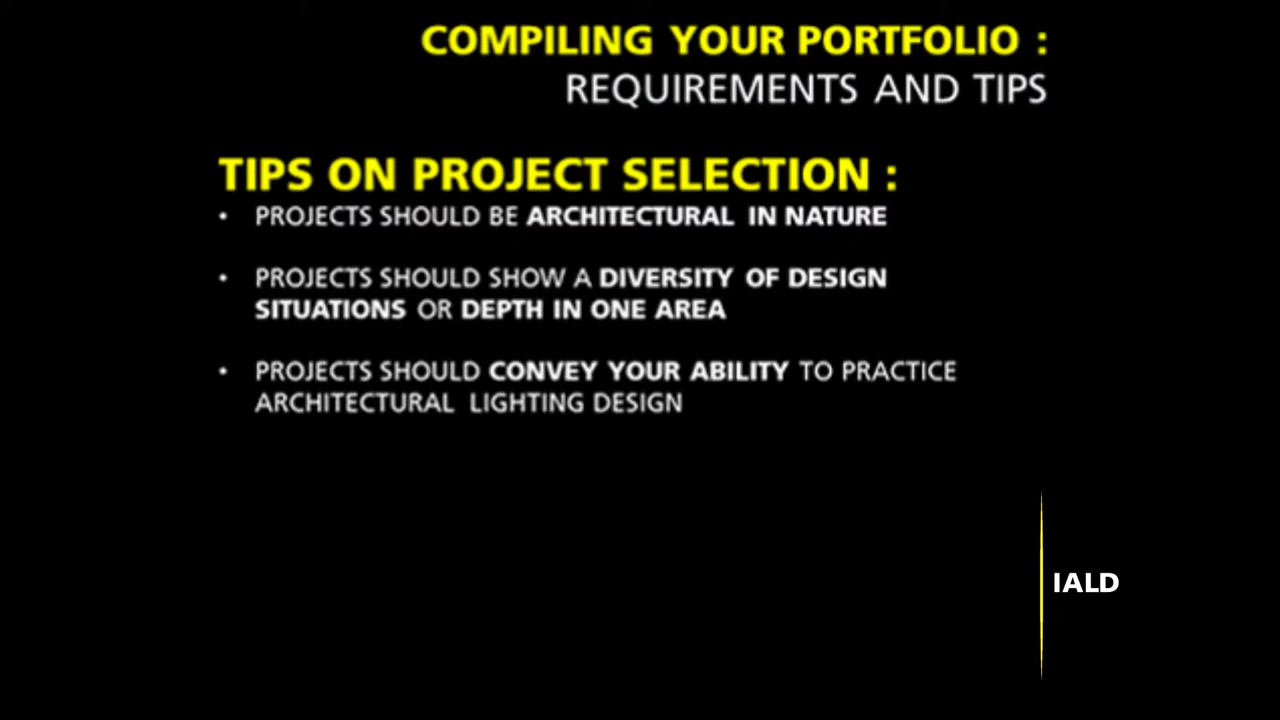 COMPILING YOUR PORTFOLIO :
REQUIREMENTS AND TIPS
TIPS ON PROJECT SELECTION :
• PROJECTS SHOULD BE ARCHITECTURAL IN NATURE
• PROJECTS SHOULD SHOW A DIVERSITY OF DESIGN
SITUATIONS OR DEPTH IN ONE AREA
• PROJECTS SHOULD CONVEY YOUR ABILITY TO PRACTICE
ARCHITECTURAL LIGHTING DESIGN
IALD